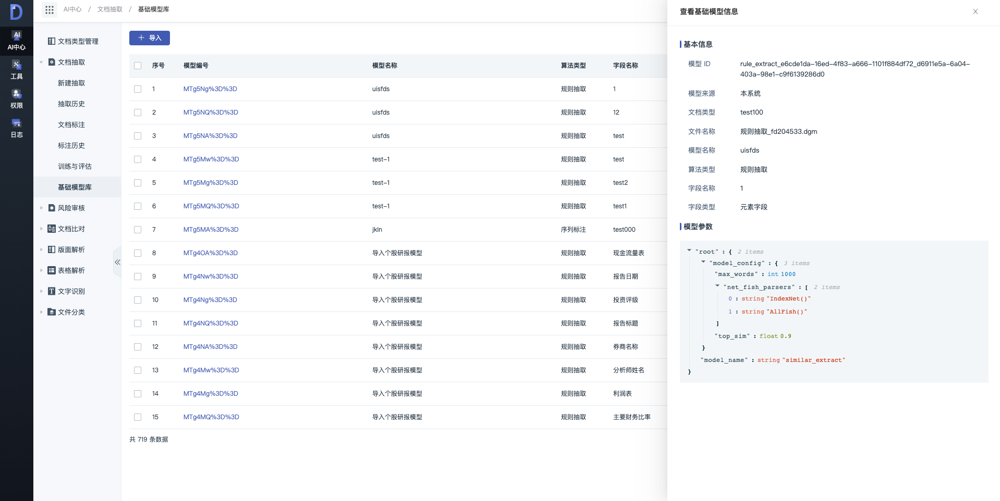 AI中心 / 文档抽取 / 基础模型库
AI中心
工具
权限
日志
文档类型管理
文档抽取
新建抽取
抽取历史
文档标注
标注历史
训练与评估
基础模型库
风险审核
文档比对
版面解析
表格解析
文字识别
文件分类
导入
序号 模型编号 模型名称 算法类型 字段名称
1 MTg5Ng%3D%3D uisfds 规则抽取 1
2 MTg5NQ%3D%3D uisfds 规则抽取 12
3 MTg5NA%3D%3D uisfds 规则抽取 test
4 MTg5Mw%3D%3D test-1 规则抽取 test
5 MTg5Mg%3D%3D test-1 规则抽取 test2
6 MTg5MQ%3D%3D test-1 规则抽取 test1
7 MTg5MA%3D%3D jkln 序列标注 test000
8 MTg4OA%3D%3D 导入个股研报模型 规则抽取 现金流量表
9 MTg4Nw%3D%3D 导入个股研报模型 规则抽取 报告日期
10 MTg4Ng%3D%3D 导入个股研报模型 规则抽取 投资评级
11 MTg4NQ%3D%3D 导入个股研报模型 规则抽取 报告标题
12 MTg4NA%3D%3D 导入个股研报模型 规则抽取 券商名称
13 MTg4Mw%3D%3D 导入个股研报模型 规则抽取 分析师姓名
14 MTg4Mg%3D%3D 导入个股研报模型 规则抽取 利润表
15 MTg4MQ%3D%3D 导入个股研报模型 规则抽取 主要财务比率
共 719 条数据
查看基础模型信息
基本信息
模型 ID rule_extract_e6cde1da-16ed-4f83-a666-1101f884df72_d6911e5a-6a04-
403a-98e1-c9f6139286d0
模型来源 本系统
文档类型 test100
文件名称 规则抽取_fd204533.dgm
模型名称 uisfds
算法类型 规则抽取
字段名称 1
字段类型 元素字段
模型参数
"root" : { 2 items
"model_config" : { 3 items
"max_words" : int 1000
"net_fish_parsers" : [ 2 items
0 : string "IndexNet()"
1 : string "AllFish()"
]
"top_sim" : float 0.9
}
"model_name" : string "similar_extract"
}